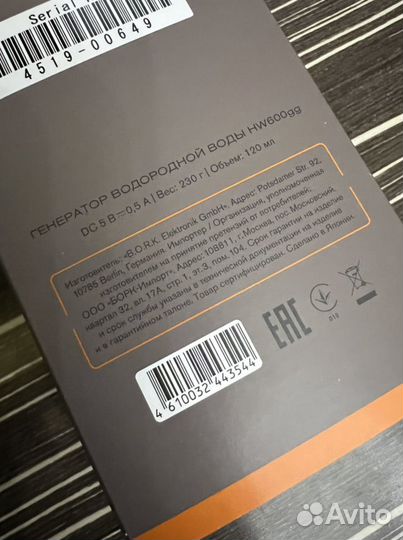 Serial
4519-00649
ГЕНЕРАТОР ВОДОРОДНОЙ ВОДЫ HW600gg
DC 5 В⎓0,5 А | Вес: 230 г | Объем: 120 мл
Изготовитель: «B.O.R.K. Elektronik GmbH». Адрес: Potsdamer Str. 92,
10785 Berlin, Германия. Импортер / Организация, уполномоченная
изготовителем на принятие претензий от потребителей:
ООО «БОРК-Импорт», Адрес: 108811, г. Москва, пос. Московский,
квартал 32, вл. 17А, стр. 1, эт.3, пом. 104. Срок гарантии на изделие
и срок службы указаны в технической документации на изделие
и в гарантийном талоне. Товар сертифицирован. Сделано в Японии.
EAC
019
4 610032 443544
Avito